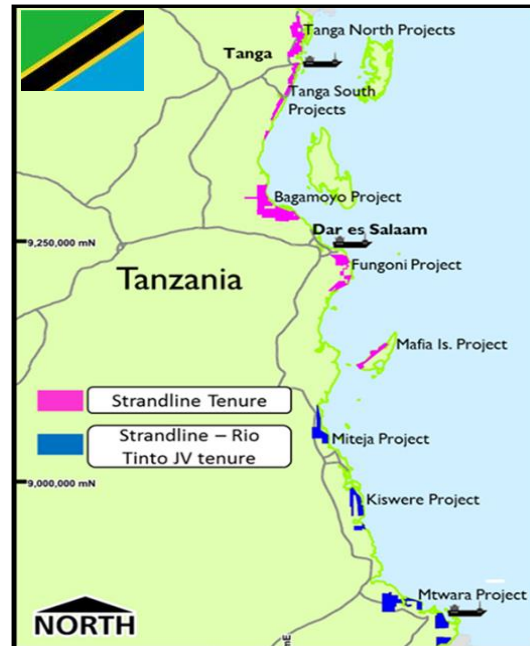 Tanga North Projects
Tanga
Tanga South
Projects
Bagamoyo Project
Dar es Salaam
9,250,000 mN
Fungoni Project
Tanzania
Mafia Is. Project
Strandline Tenure
Strandline – Rio
Tinto JV tenure
Miteja Project
9,000,000 mN
Kiswere Project
Mtwara Project
NORTH
mE